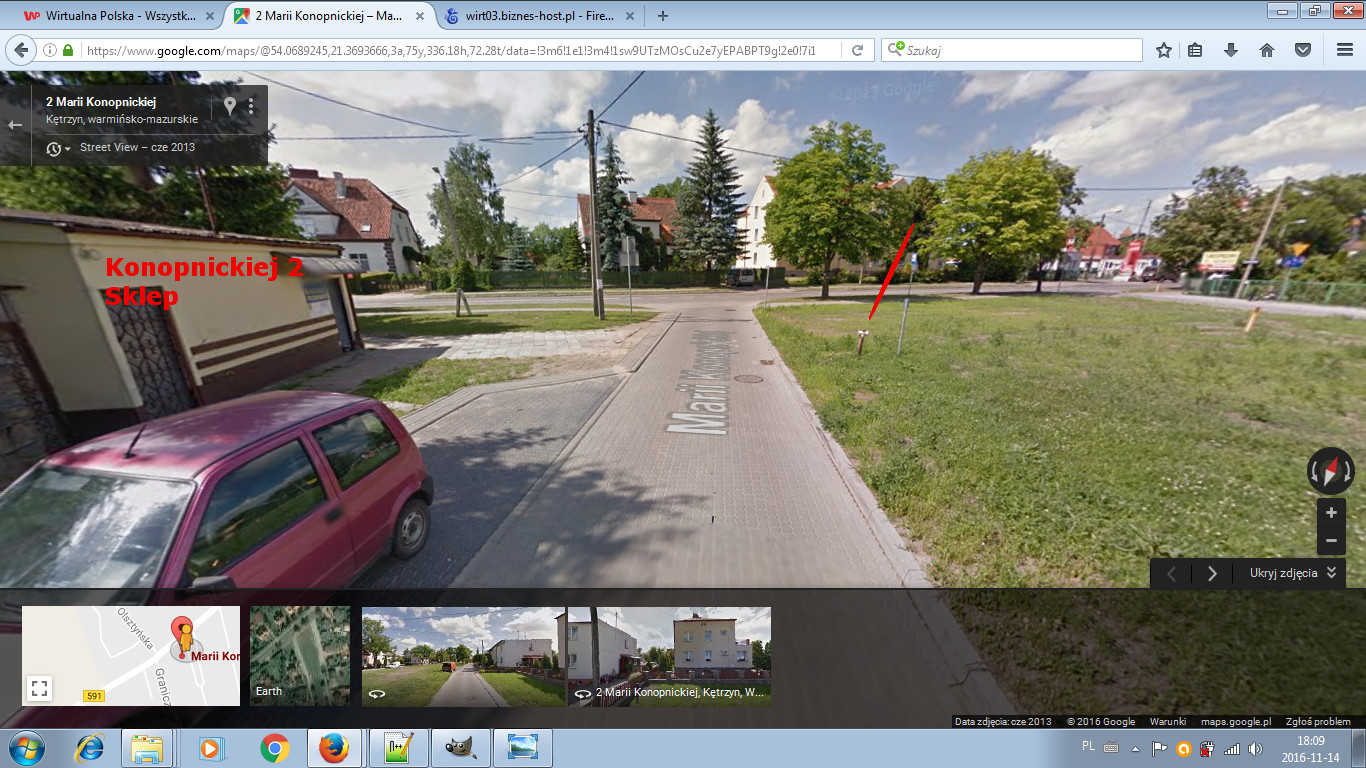 Wirtualna Polska - Wszystk...
2 Marii Konopnickiej – Ma...
wirt03.biznes-host.pl - Fire...
https://www.google.com/maps/@54.0689245,21.3693666,3a,75y,336.18h,72.28t/data=!3m6!1e1!3m4!1sw9UTzMOsCu2e7yEPABPT9g!2e0!7i1
Szukaj
2 Marii Konopnickiej
Kętrzyn, warmińsko-mazurskie
Street View – cze 2013
©2013 Google
Konopnickiej 2
Sklep
Marii Konopnickiej
Ukryj zdjęcia
Olsztyńska
Marii Kor
Granicz
591
Earth
2 Marii Konopnickiej, Kętrzyn, W...
Data zdjęcia: cze 2013
© 2016 Google
Warunki
maps.google.pl
Zgłoś problem
PL
18:09
2016-11-14